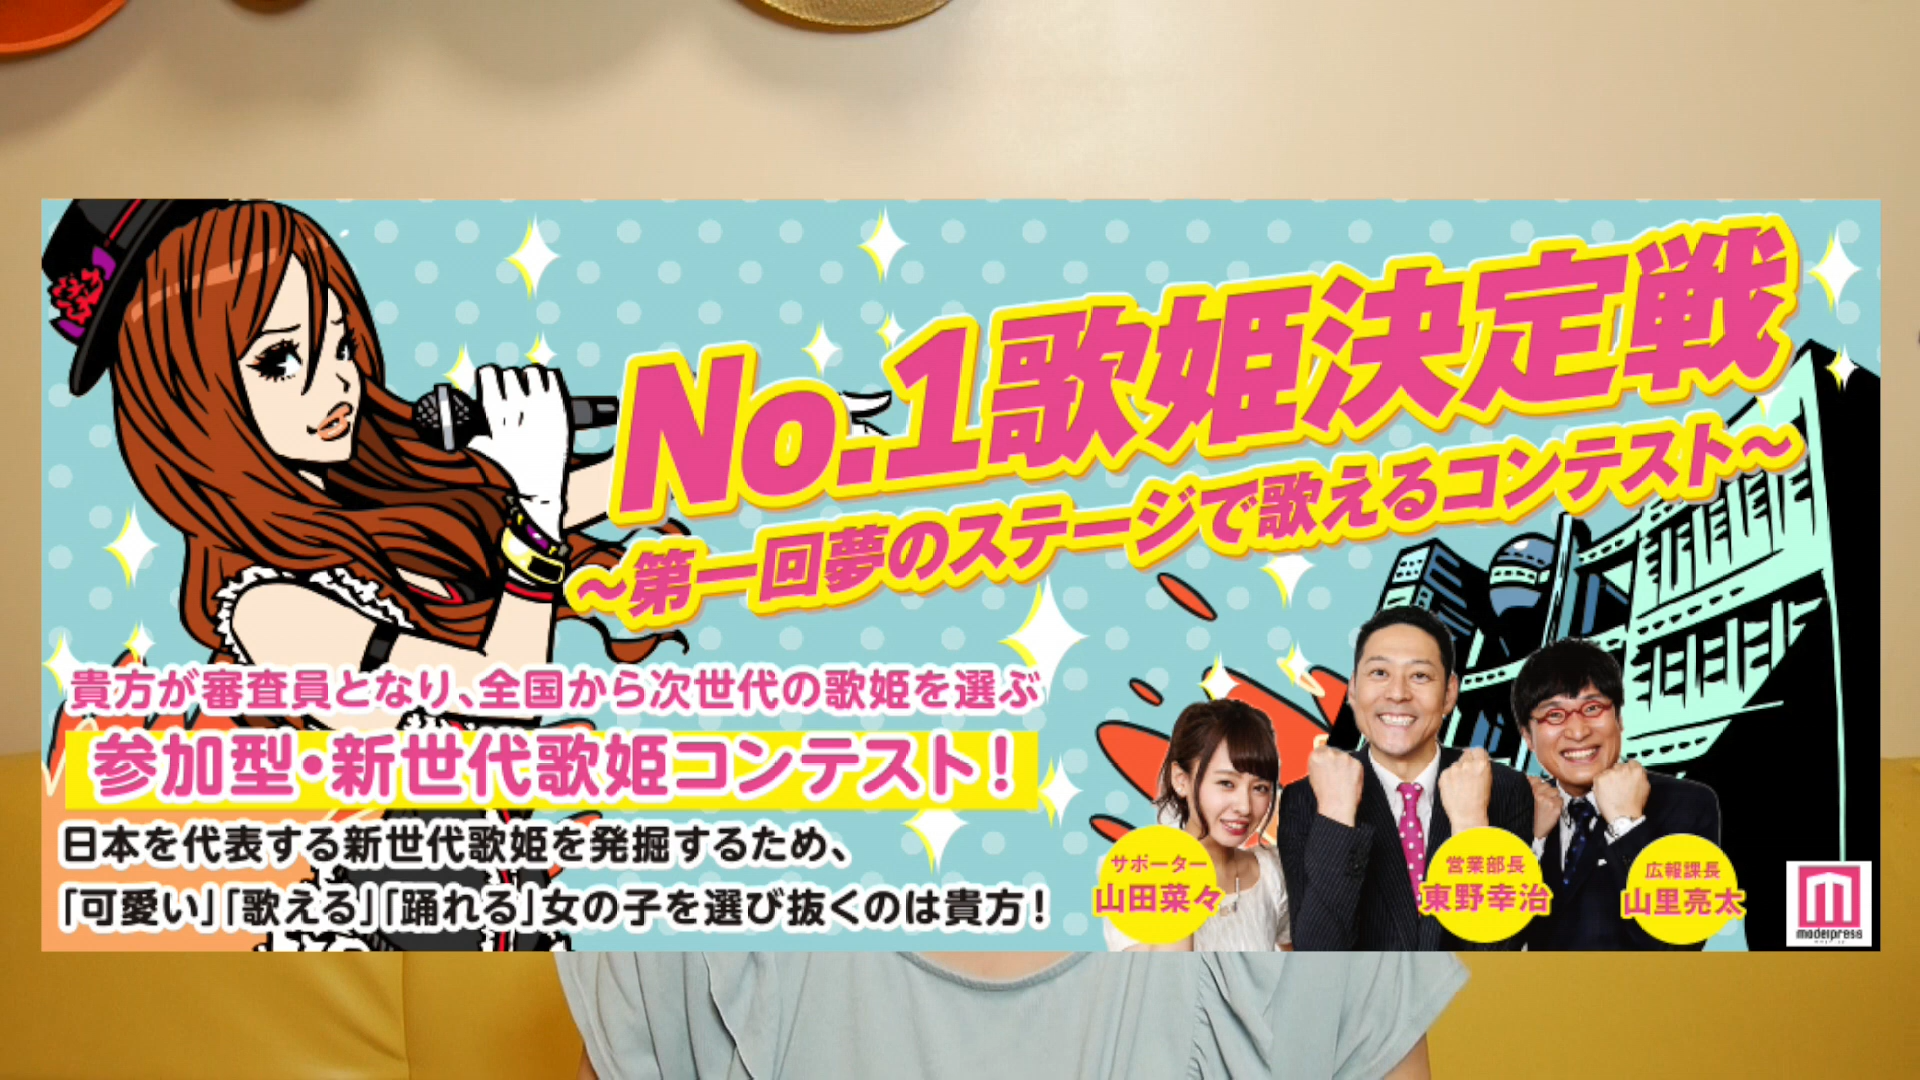 No.1歌姫決定戦
～第一回夢のステージで歌えるコンテスト～
貴方が審査員となり、全国から次世代の歌姫を選ぶ
参加型・新世代歌姫コンテスト！
日本を代表する新世代歌姫を発掘するため、
「可愛い」「歌える」「踊れる」女の子を選び抜くのは貴方！
サポーター
山田菜々
営業部長
東野幸治
広報課長
山里亮太
modelpress